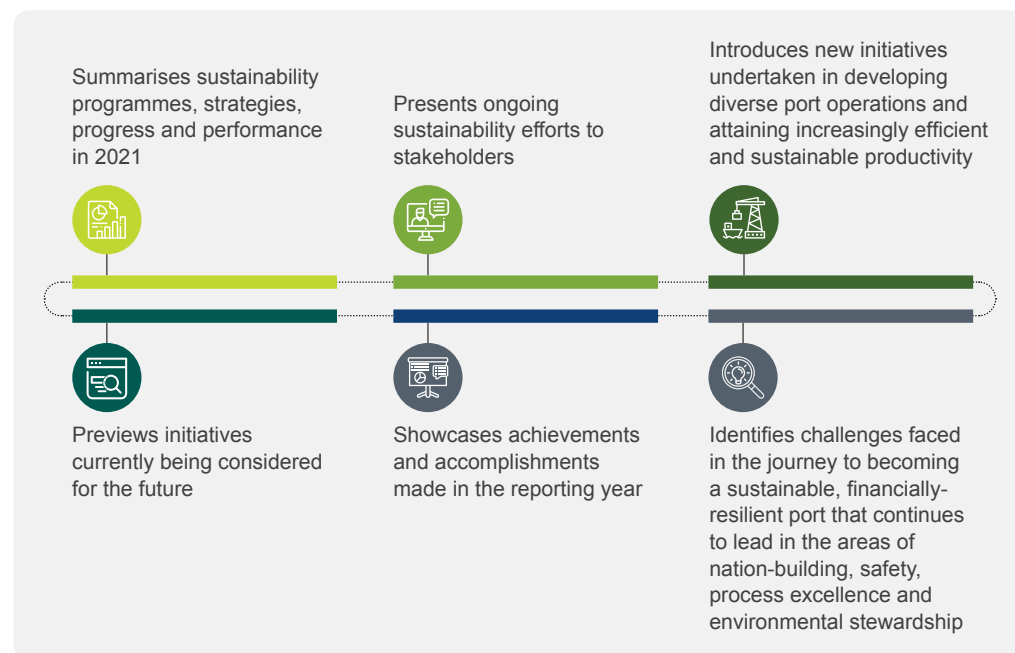 Summarises sustainability
programmes, strategies,
progress and performance
in 2021
Presents ongoing
sustainability efforts to
stakeholders
Introduces new initiatives
undertaken in developing
diverse port operations and
attaining increasingly efficient
and sustainable productivity
Previews initiatives
currently being considered
for the future
Showcases achievements
and accomplishments
made in the reporting year
Identifies challenges faced
in the journey to becoming
a sustainable, financially-
resilient port that continues
to lead in the areas of
nation-building, safety,
process excellence and
environmental stewardship